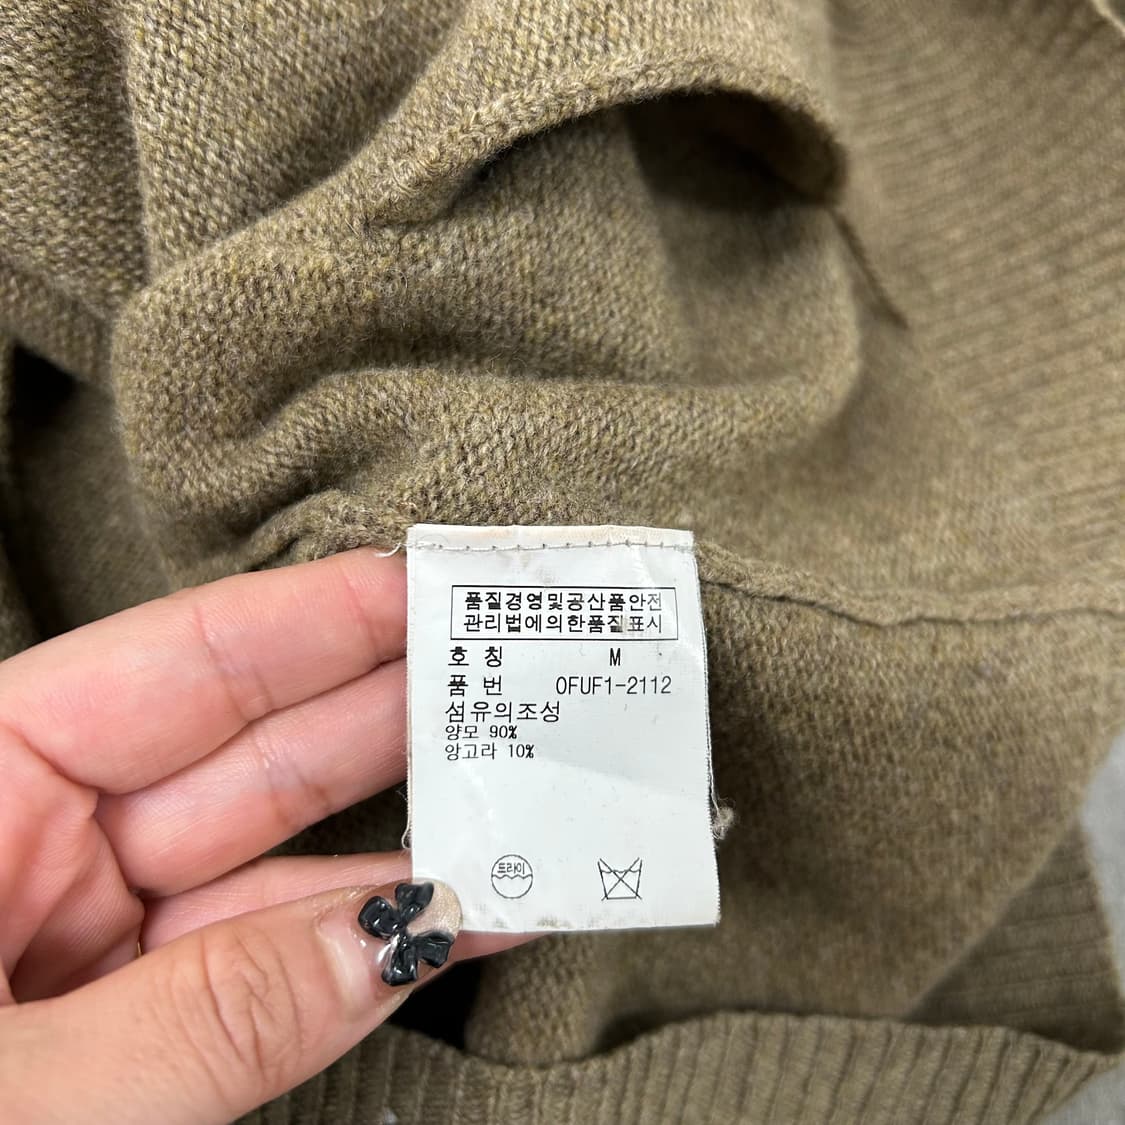 품질경영및공산품안전
관리법에의한품질표시
호 칭 M
품 번 OFUF1-2112
섬유의조성
양모 90%
앙고라 10%
드라이